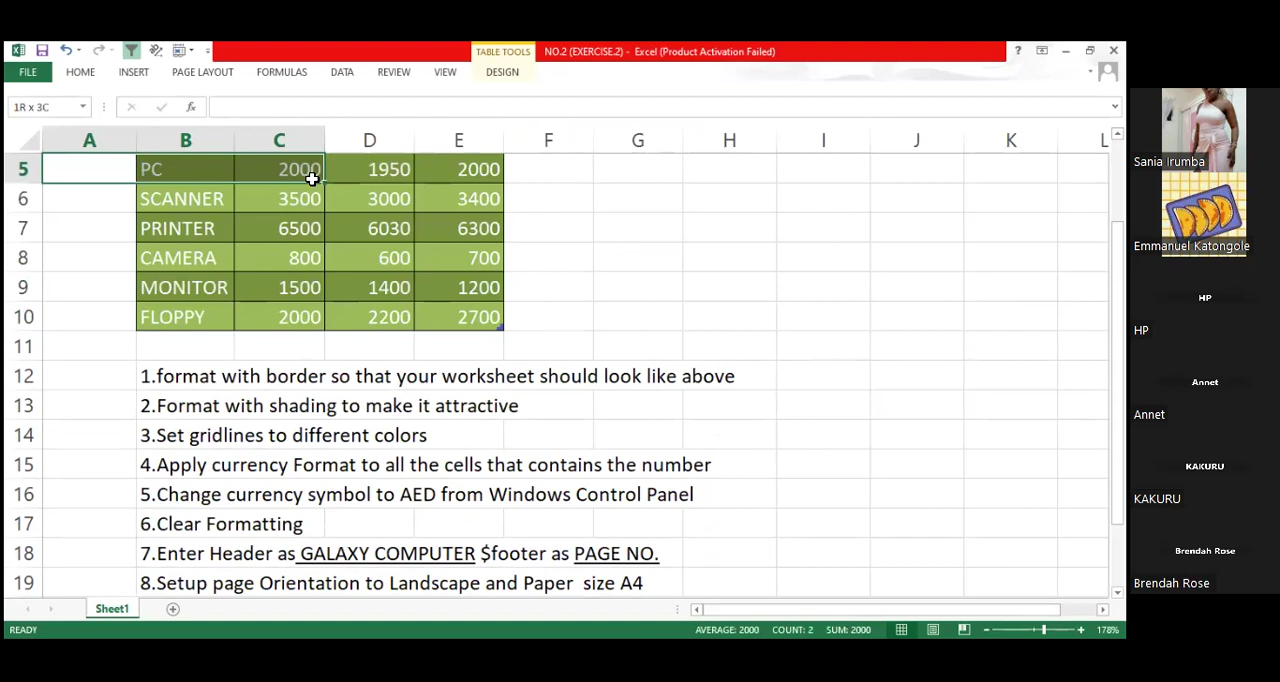 TABLE TOOLS
NO.2 (EXERCISE.2) - Excel (Product Activation Failed)
?
FILE HOME INSERT PAGE LAYOUT FORMULAS DATA REVIEW VIEW DESIGN
1R x 3C fx
A B C D E F G H I J K L
5 PC 2000 1950 2000
6 SCANNER 3500 3000 3400
7 PRINTER 6500 6030 6300
8 CAMERA 800 600 700
9 MONITOR 1500 1400 1200
10 FLOPPY 2000 2200 2700
11
12 1.format with border so that your worksheet should look like above
13 2.Format with shading to make it attractive
14 3.Set gridlines to different colors
15 4.Apply currency Format to all the cells that contains the number
16 5.Change currency symbol to AED from Windows Control Panel
17 6.Clear Formatting
18 7.Enter Header as GALAXY COMPUTER $footer as PAGE NO.
19 8.Setup page Orientation to Landscape and Paper size A4
Sheet1
READY AVERAGE: 2000 COUNT: 2 SUM: 2000 178%
Sania Irumba
Emmanuel Katongole
HP
HP
Annet
Annet
KAKURU
KAKURU
Brendah Rose
Brendah Rose